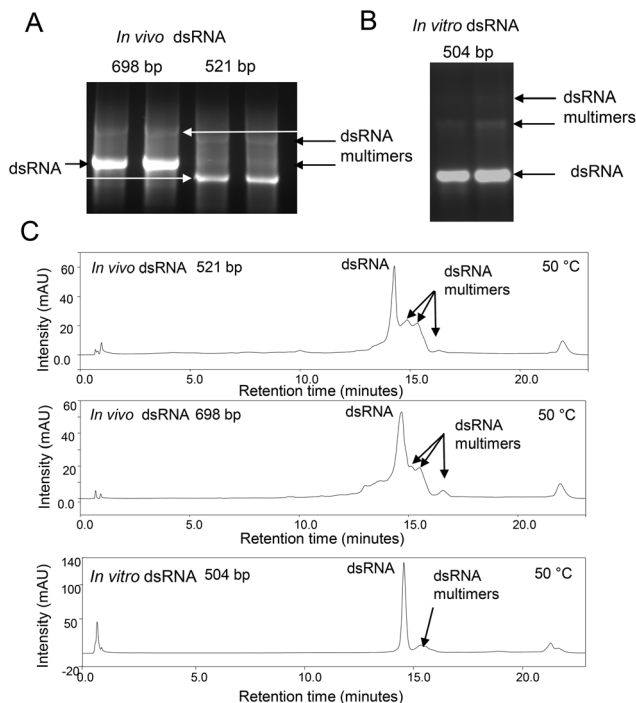 A
In vivo dsRNA
698 bp 521 bp
dsRNA
dsRNA
multimers
B
In vitro dsRNA
504 bp
dsRNA
multimers
dsRNA
C
In vivo dsRNA 521 bp
dsRNA
dsRNA
multimers
50 °C
Intensity (mAU)
60
40
20
0.0
0.0 5.0 10.0 15.0 20.0
Retention time (minutes)
In vivo dsRNA 698 bp
dsRNA
dsRNA
multimers
50 °C
Intensity (mAU)
60
40
20
0.0
0.0 5.0 10.0 15.0 20.0
Retention time (minutes)
In vitro dsRNA 504 bp
dsRNA
dsRNA
multimers
50 °C
Intensity (mAU)
140
100
50
-20
0.0 5.0 10.0 15.0 20.0
Retention time (minutes)